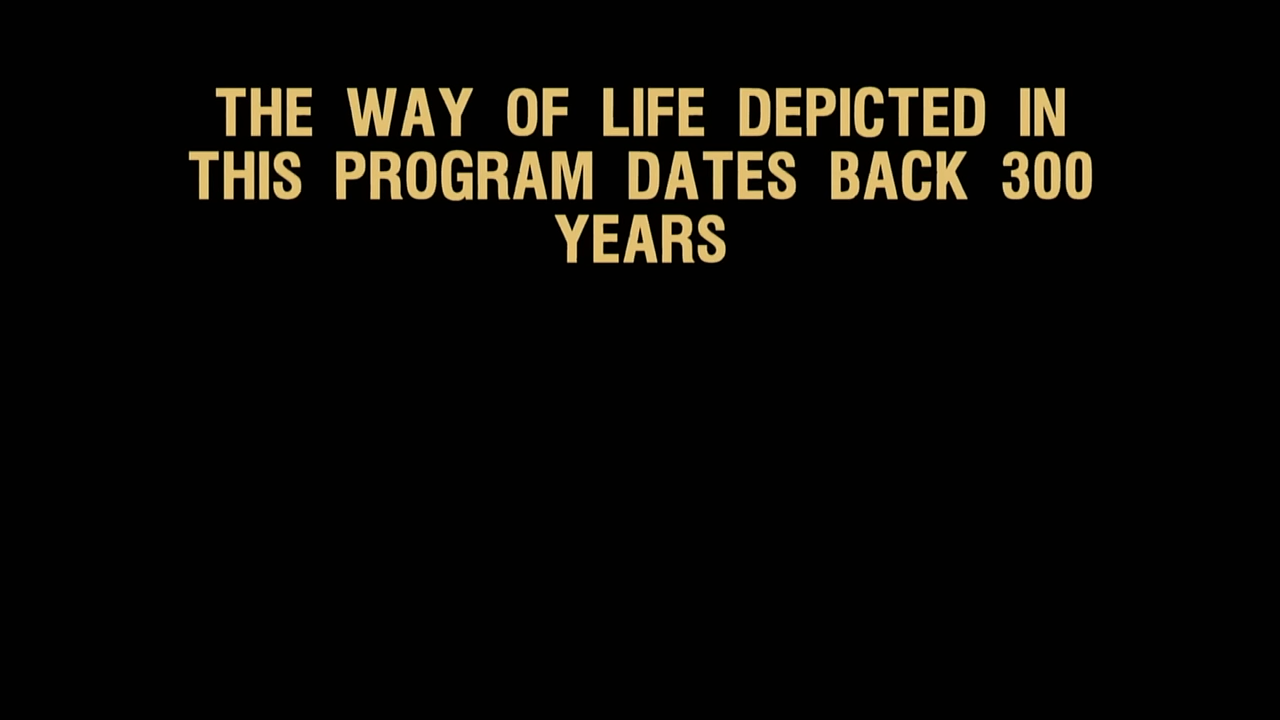 THE WAY OF LIFE DEPICTED IN
THIS PROGRAM DATES BACK 300
YEARS